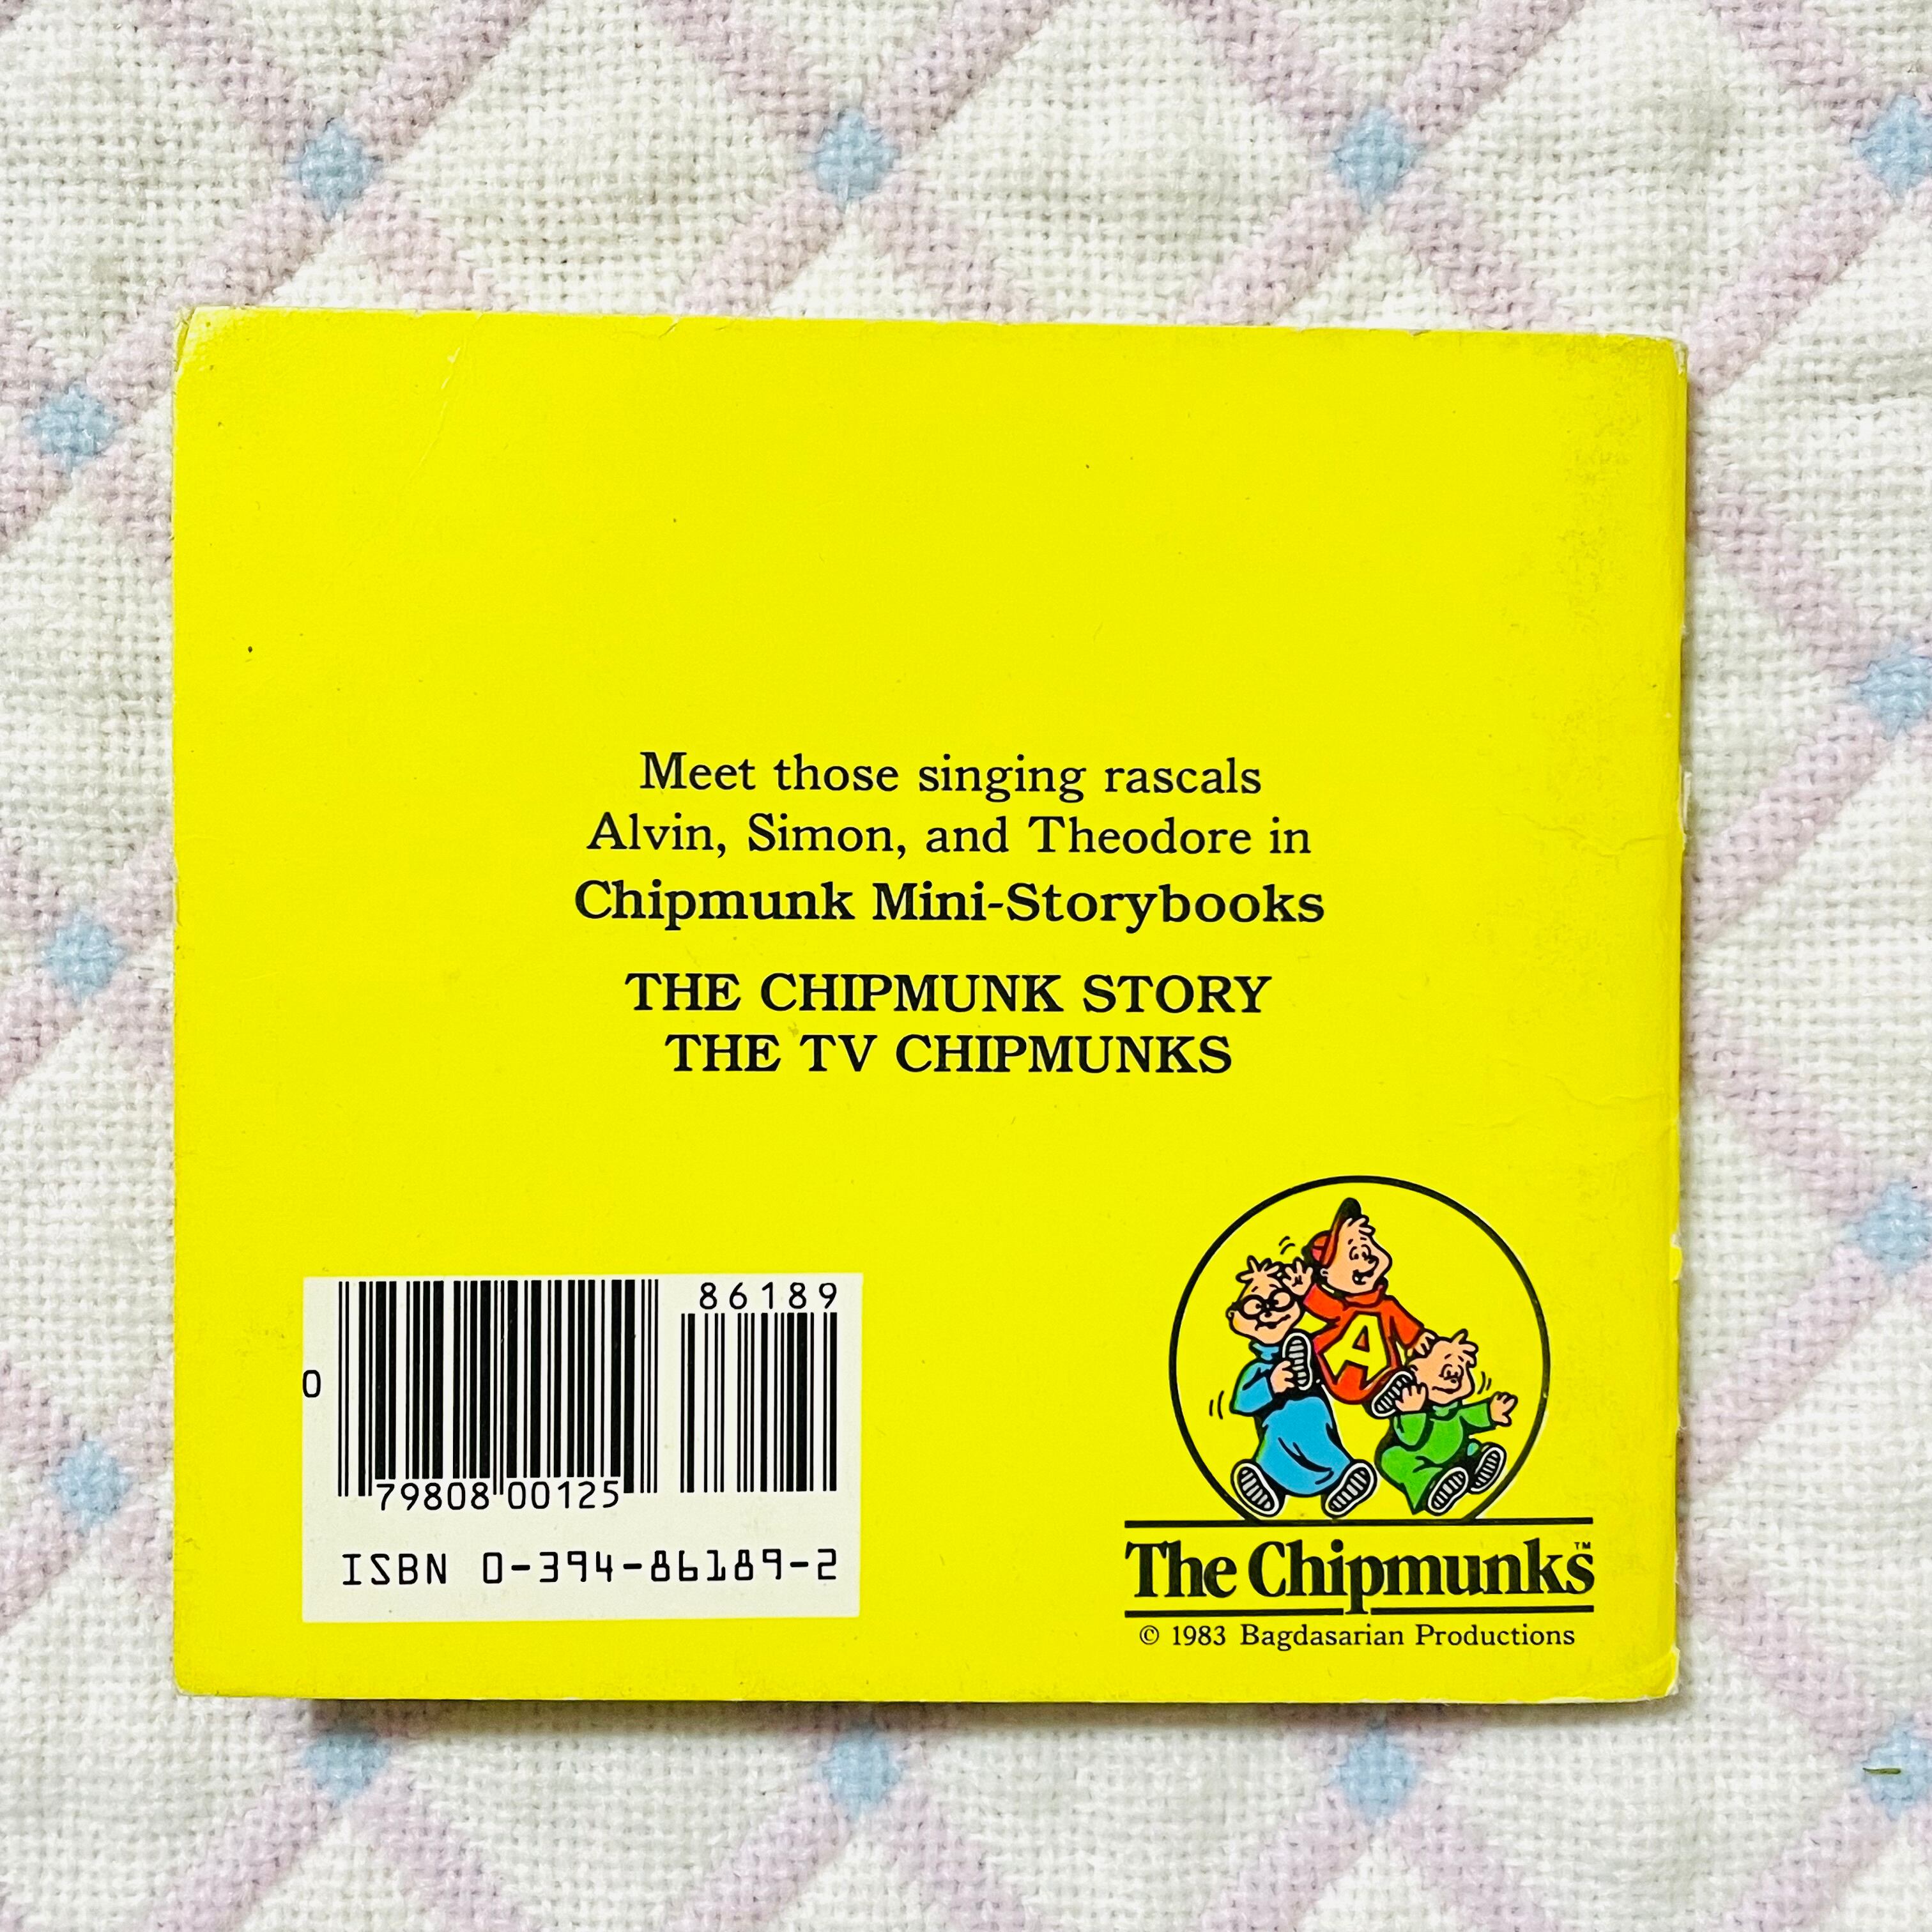 Meet those singing rascals
Alvin, Simon, and Theodore in
Chipmunk Mini-Storybooks
THE CHIPMUNK STORY
THE TV CHIPMUNKS
86189
0 79808 00125
ISBN 0-394-86189-2
A
The Chipmunks™
© 1983 Bagdasarian Productions